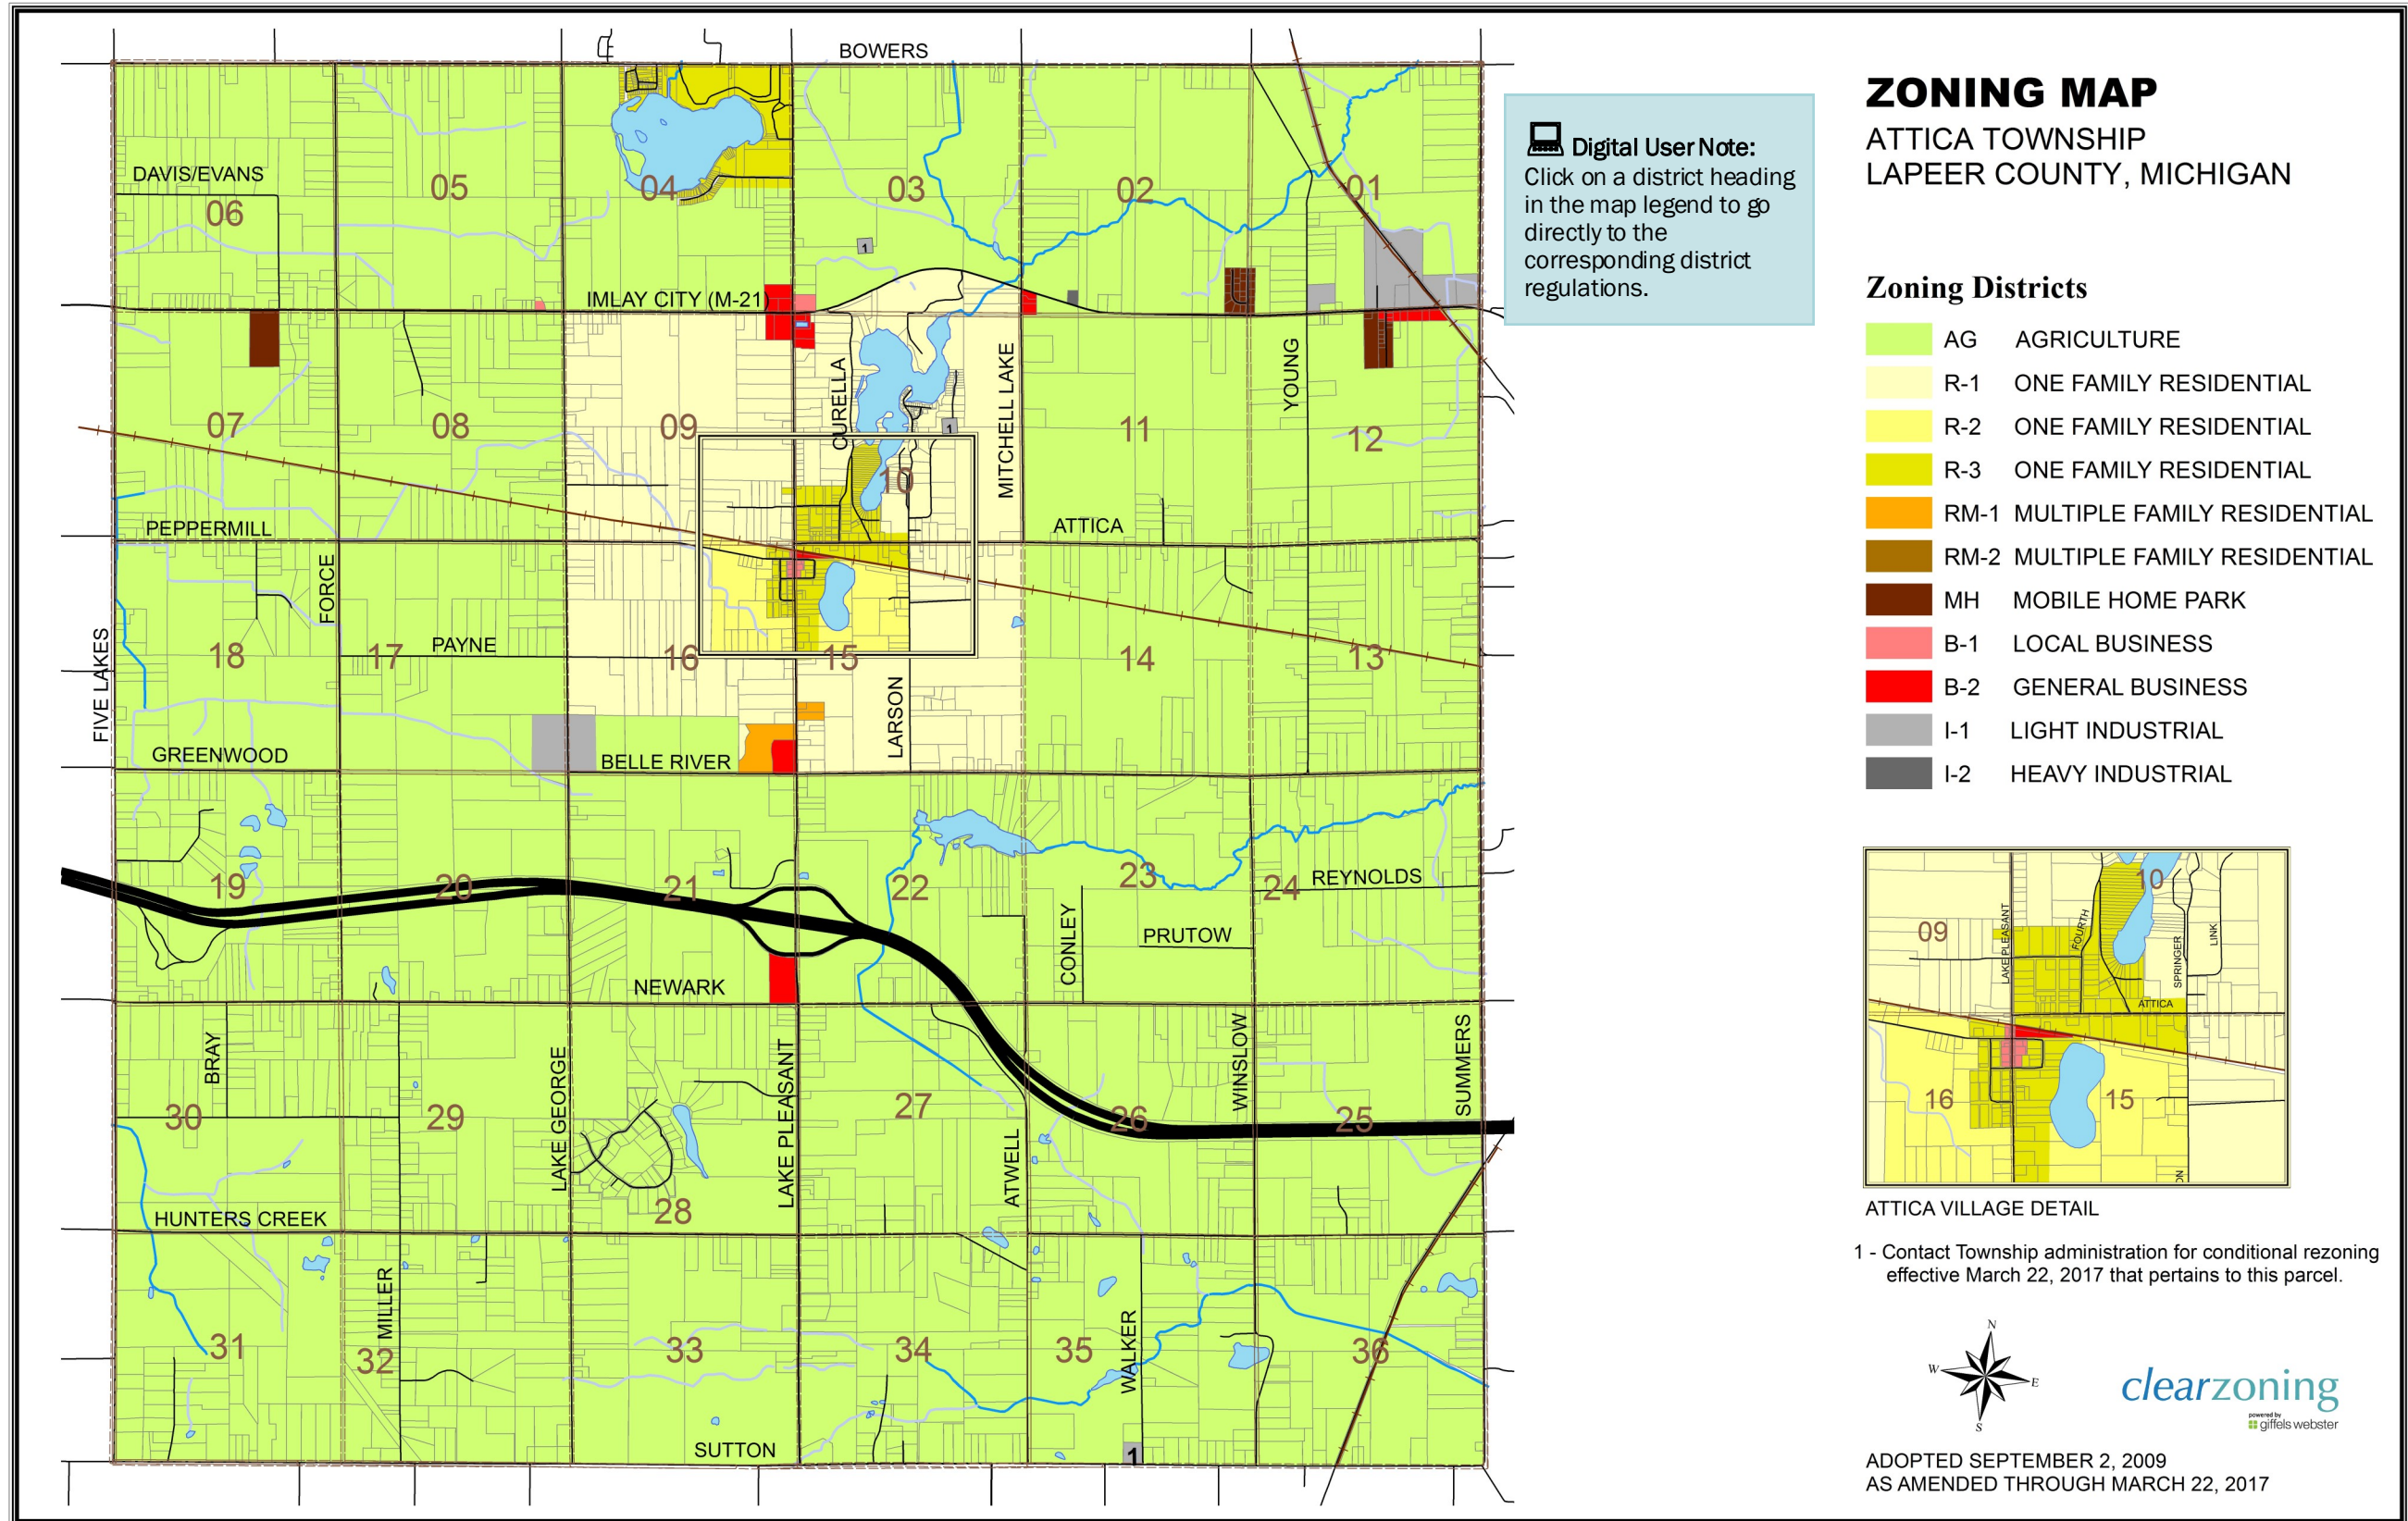 BOWERS
DAVIS/EVANS
06
05
04
03
02
01
1
IMLAY CITY (M-21)
07
08
09
CURELLA
10
1
MITCHELL LAKE
11
YOUNG
12
PEPPERMILL
ATTICA
FORCE
FIVE LAKES
18
17
PAYNE
16
15
14
13
LARSON
GREENWOOD
BELLE RIVER
19
20
21
22
23
24
REYNOLDS
CONLEY
PRUTOW
NEWARK
BRAY
30
29
LAKE GEORGE
28
LAKE PLEASANT
27
ATWELL
26
WINSLOW
25
SUMMERS
HUNTERS CREEK
31
MILLER
32
33
34
35
WALKER
36
SUTTON
1
Digital User Note:
Click on a district heading
in the map legend to go
directly to the
corresponding district
regulations.
ZONING MAP
ATTICA TOWNSHIP
LAPEER COUNTY, MICHIGAN
Zoning Districts
AG AGRICULTURE
R-1 ONE FAMILY RESIDENTIAL
R-2 ONE FAMILY RESIDENTIAL
R-3 ONE FAMILY RESIDENTIAL
RM-1 MULTIPLE FAMILY RESIDENTIAL
RM-2 MULTIPLE FAMILY RESIDENTIAL
MH MOBILE HOME PARK
B-1 LOCAL BUSINESS
B-2 GENERAL BUSINESS
I-1 LIGHT INDUSTRIAL
I-2 HEAVY INDUSTRIAL
10
09
LAKE PLEASANT
FOURTH
SPRINGER
LINK
ATTICA
16
15
ON
ATTICA VILLAGE DETAIL
1 - Contact Township administration for conditional rezoning
effective March 22, 2017 that pertains to this parcel.
N
W
E
S
clearzoning
powered by
giffels webster
ADOPTED SEPTEMBER 2, 2009
AS AMENDED THROUGH MARCH 22, 2017